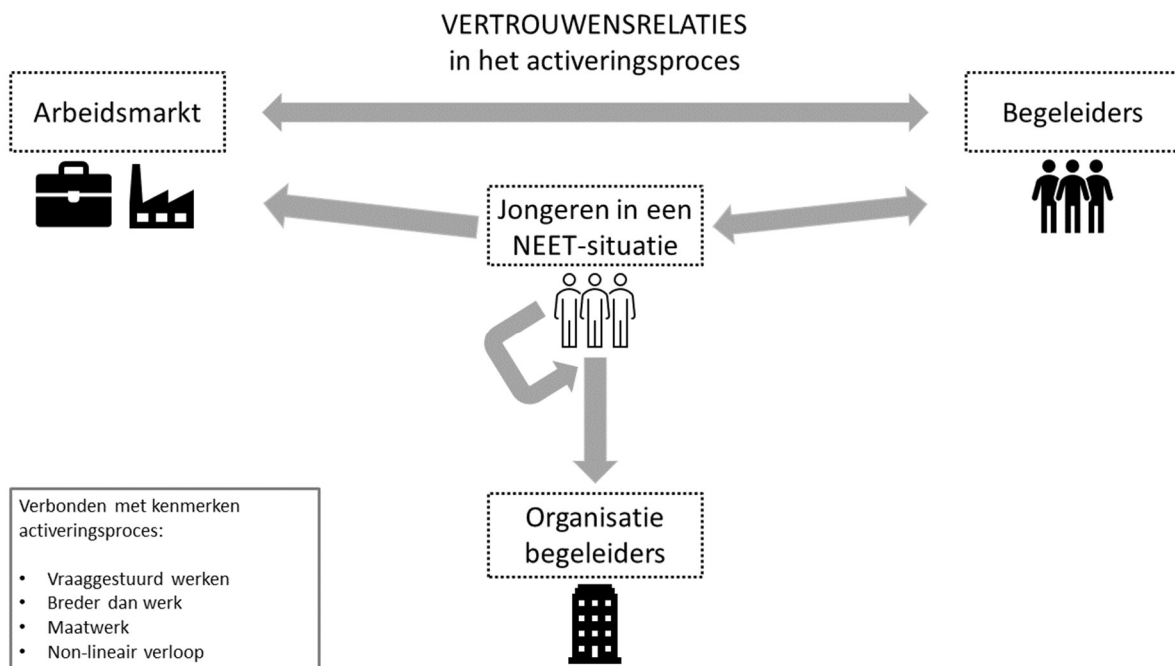 VERTROUWENSRELATIES
in het activeringsproces
Arbeidsmarkt
Begeleiders
Jongeren in een
NEET-situatie
Organisatie
begeleiders
Verbonden met kenmerken
activeringsproces:
• Vraaggestuurd werken
• Breder dan werk
• Maatwerk
• Non-lineair verloop